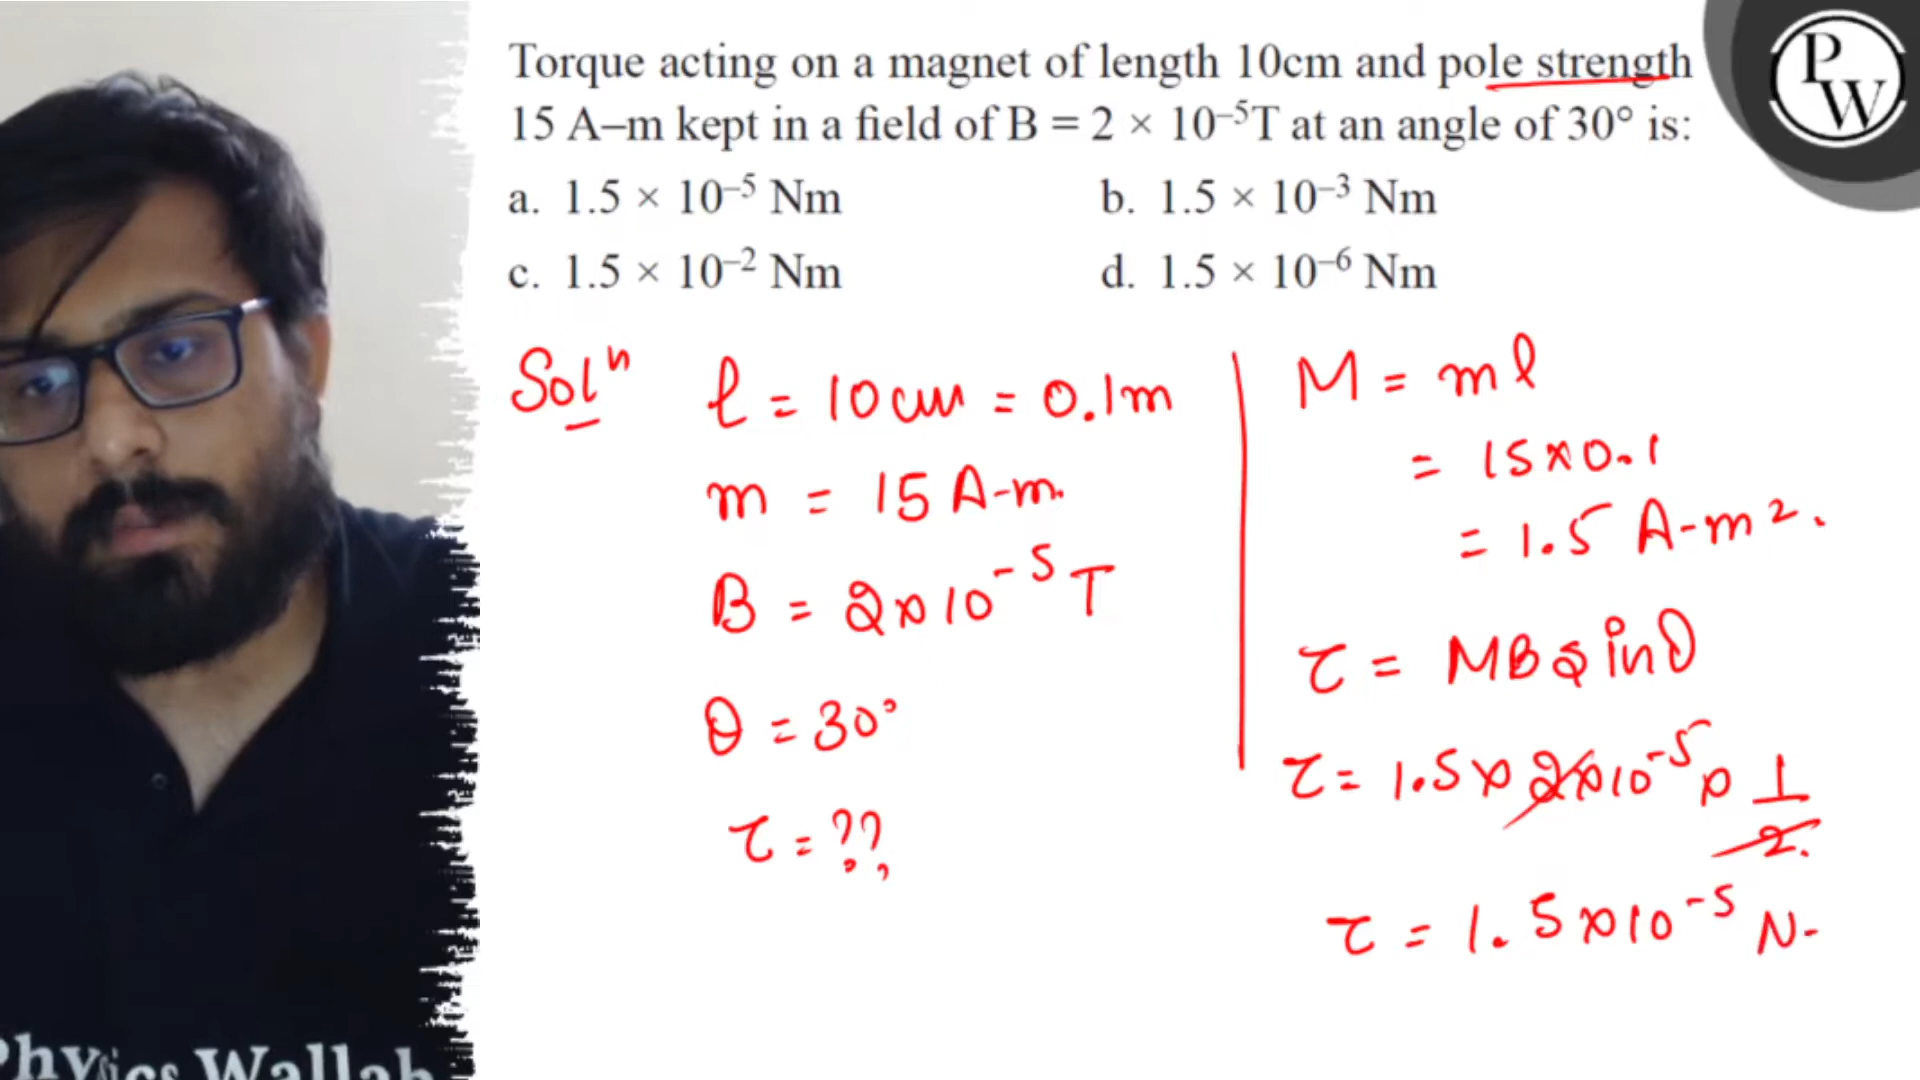 Torque acting on a magnet of length 10cm and pole strength
15 A–m kept in a field of B = 2 × 10⁻⁵T at an angle of 30° is:
a. 1.5 × 10⁻⁵ Nm b. 1.5 × 10⁻³ Nm
c. 1.5 × 10⁻² Nm d. 1.5 × 10⁻⁶ Nm
PW
Solⁿ
l = 10cm = 0.1m
m = 15 A-m.
B = 2×10⁻⁵ T
θ = 30°
τ = ??
M = ml
= 15×0.1
= 1.5 A-m².
τ = MB sinθ
τ = 1.5 × 2×10⁻⁵ × 1/2.
τ = 1.5×10⁻⁵ N-
Physics Wallah